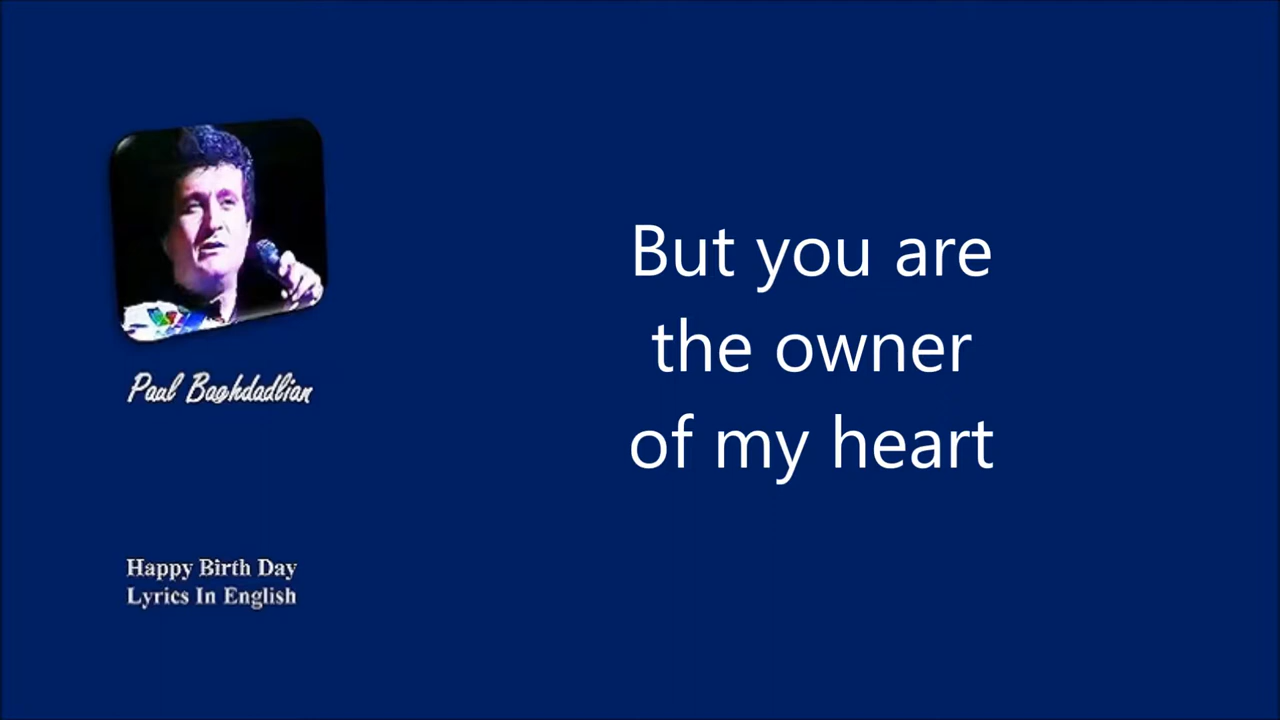 But you are
the owner
of my heart
Paul Baghdadlian
Happy Birth Day
Lyrics In English